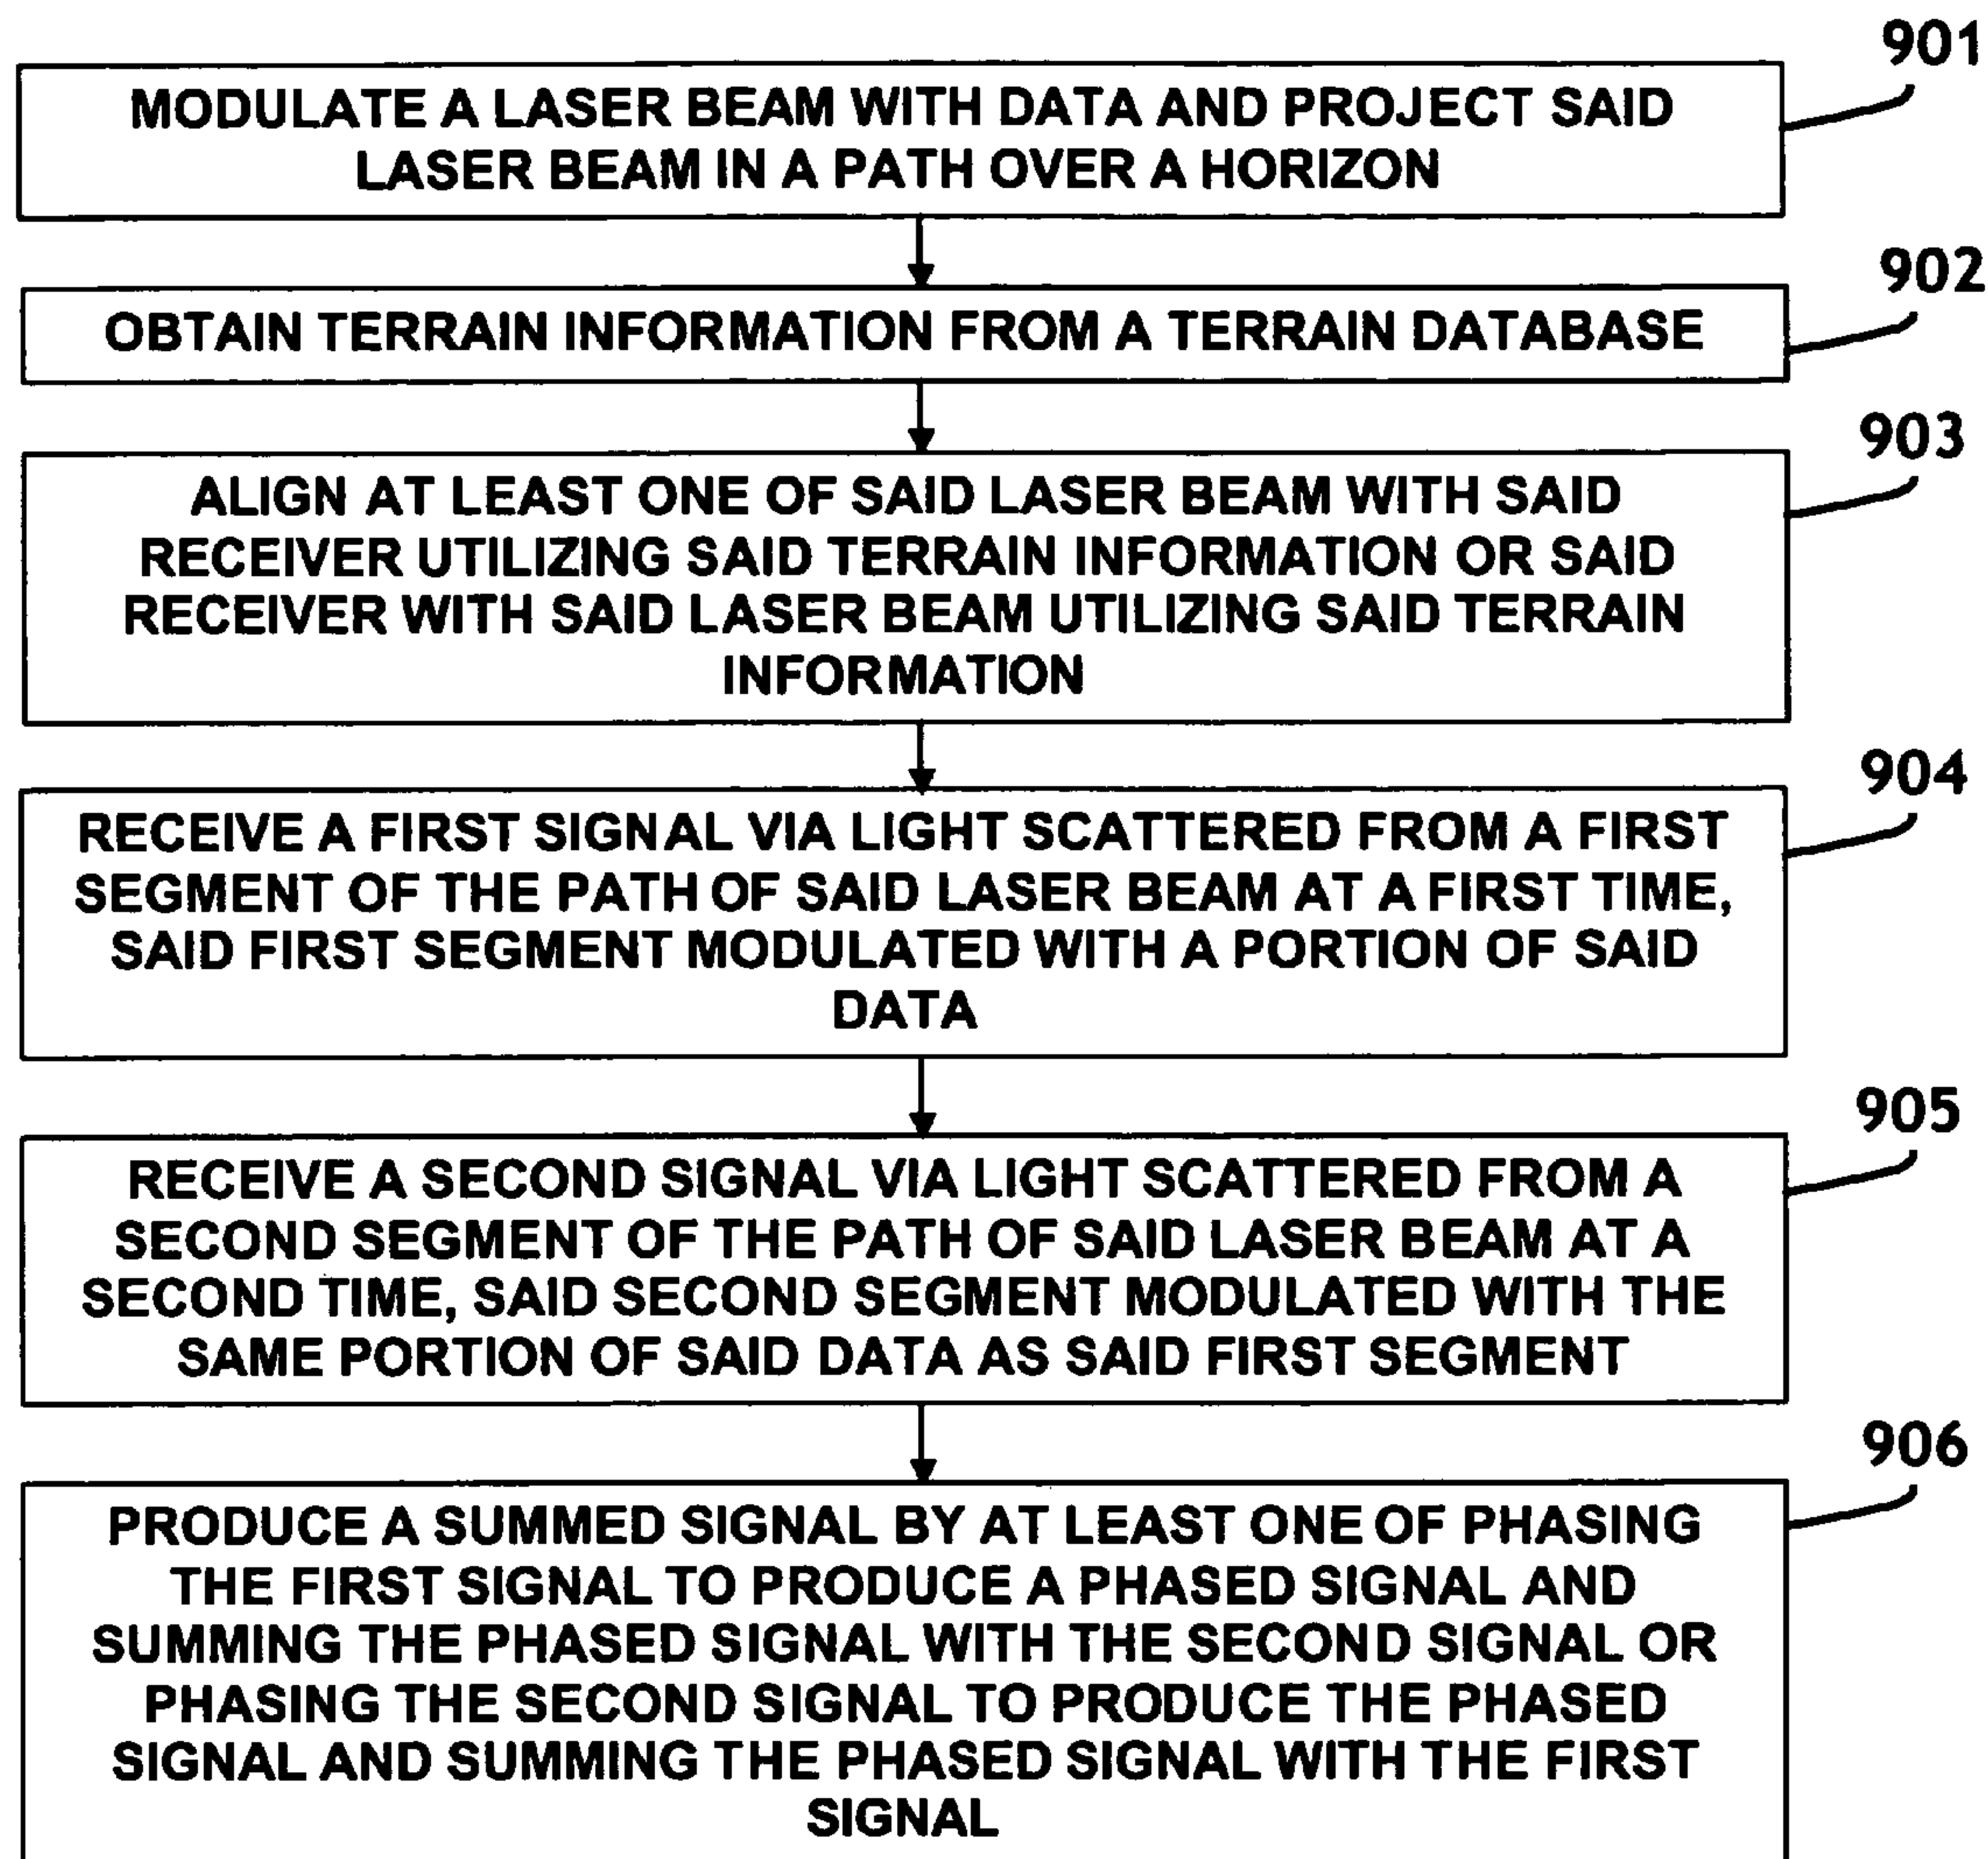 901
MODULATE A LASER BEAM WITH DATA AND PROJECT SAID
LASER BEAM IN A PATH OVER A HORIZON
902
OBTAIN TERRAIN INFORMATION FROM A TERRAIN DATABASE
903
ALIGN AT LEAST ONE OF SAID LASER BEAM WITH SAID
RECEIVER UTILIZING SAID TERRAIN INFORMATION OR SAID
RECEIVER WITH SAID LASER BEAM UTILIZING SAID TERRAIN
INFORMATION
904
RECEIVE A FIRST SIGNAL VIA LIGHT SCATTERED FROM A FIRST
SEGMENT OF THE PATH OF SAID LASER BEAM AT A FIRST TIME,
SAID FIRST SEGMENT MODULATED WITH A PORTION OF SAID
DATA
905
RECEIVE A SECOND SIGNAL VIA LIGHT SCATTERED FROM A
SECOND SEGMENT OF THE PATH OF SAID LASER BEAM AT A
SECOND TIME, SAID SECOND SEGMENT MODULATED WITH THE
SAME PORTION OF SAID DATA AS SAID FIRST SEGMENT
906
PRODUCE A SUMMED SIGNAL BY AT LEAST ONE OF PHASING
THE FIRST SIGNAL TO PRODUCE A PHASED SIGNAL AND
SUMMING THE PHASED SIGNAL WITH THE SECOND SIGNAL OR
PHASING THE SECOND SIGNAL TO PRODUCE THE PHASED
SIGNAL AND SUMMING THE PHASED SIGNAL WITH THE FIRST
SIGNAL